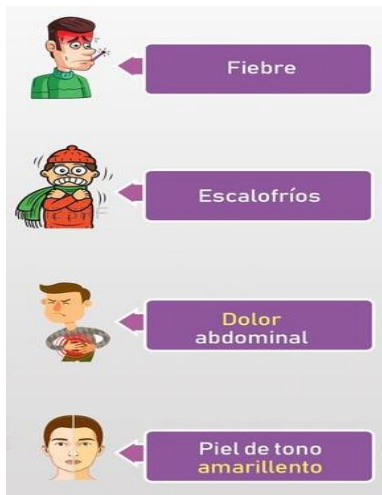 Fiebre
Escalofríos
Dolor
abdominal
Piel de tono
amarillento